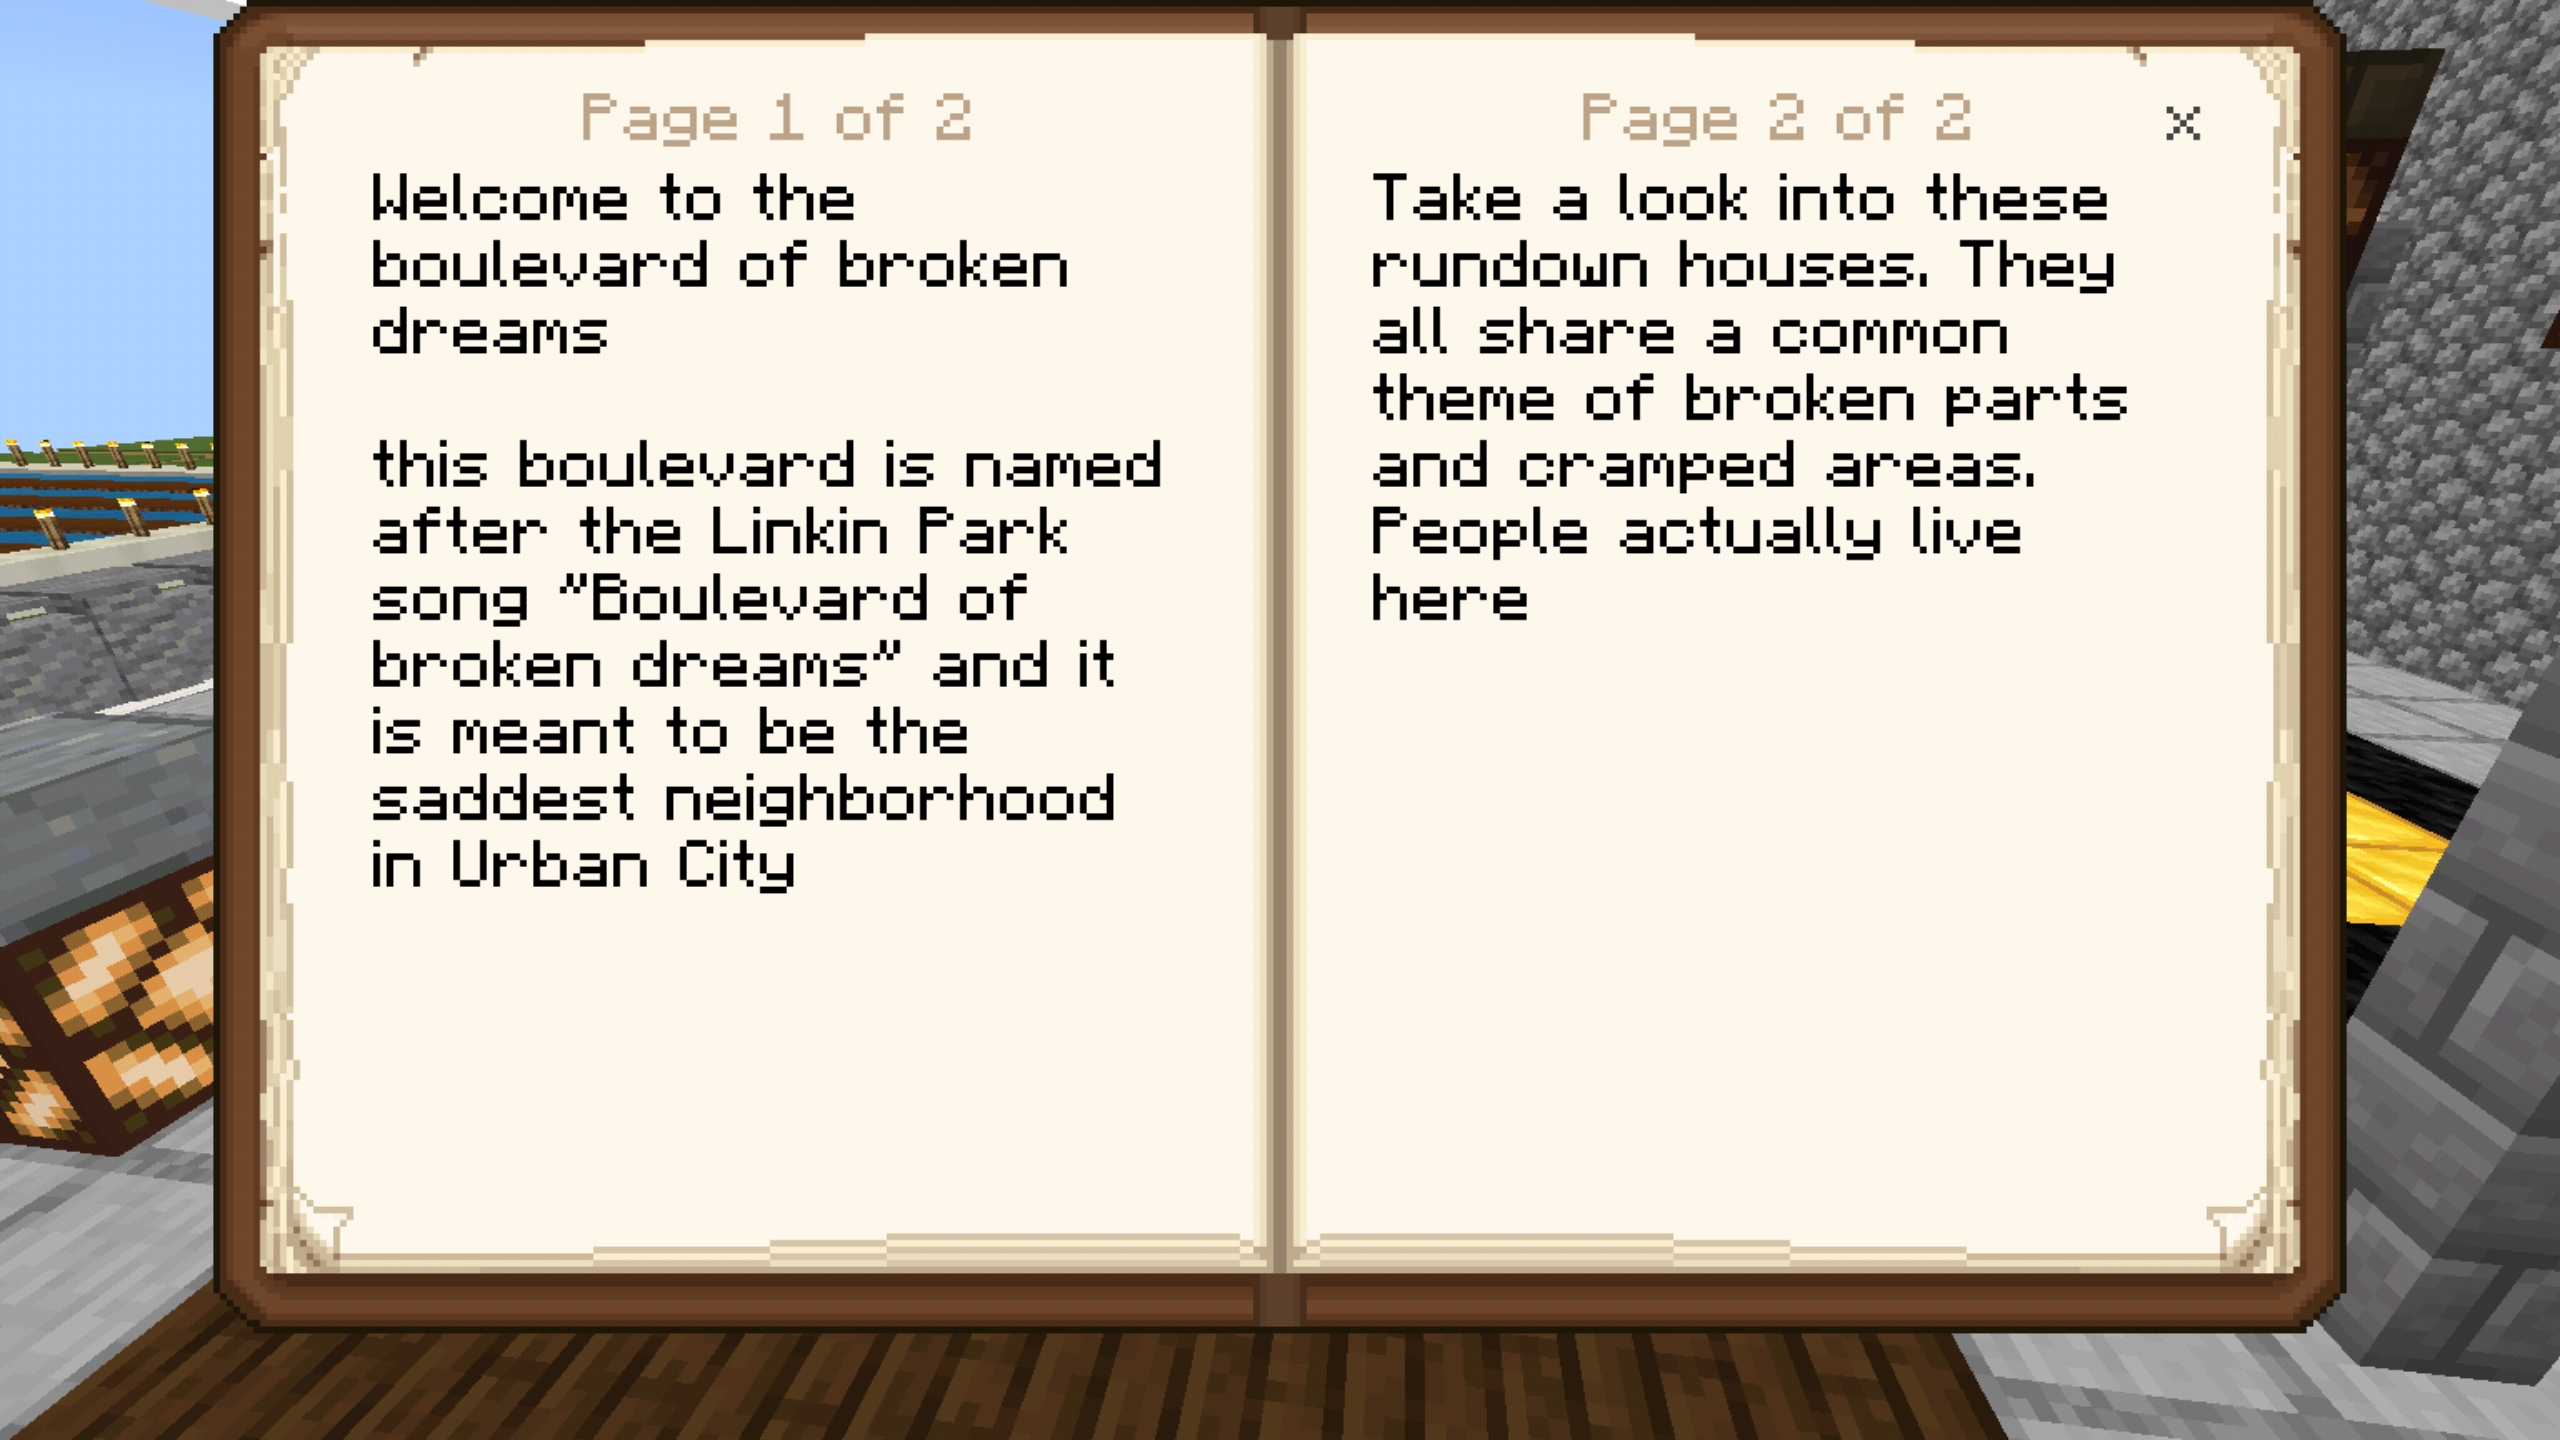 Page 1 of 2
Welcome to the
boulevard of broken
dreams
this boulevard is named
after the Linkin Park
song "Boulevard of
broken dreams" and it
is meant to be the
saddest neighborhood
in Urban City
Page 2 of 2
x
Take a look into these
rundown houses. They
all share a common
theme of broken parts
and cramped areas.
People actually live
here